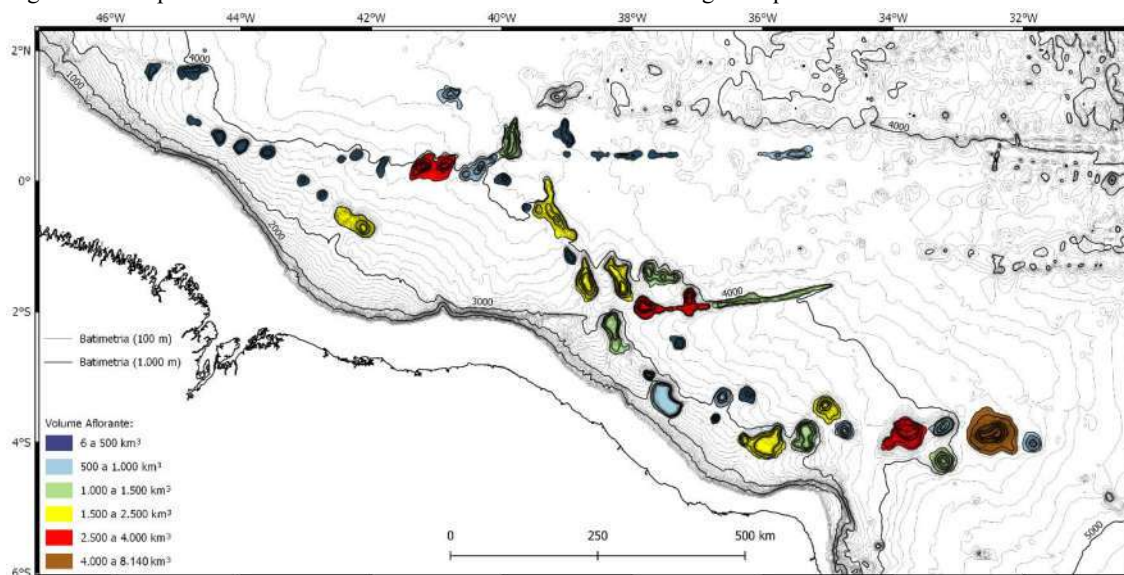 46°W 44°W 42°W 40°W 38°W 36°W 34°W 32°W
2°N
0°
2°S
4°S
6°S
1000
2000
3000
4000
4000
4000
4000
4000
5000
Batimetria (100 m)
Batimetria (1.000 m)
Volume Aflorante:
6 a 500 km³
500 a 1.000 km³
1.000 a 1.500 km³
1.500 a 2.500 km³
2.500 a 4.000 km³
4.000 a 8.140 km³
0 250 500 km